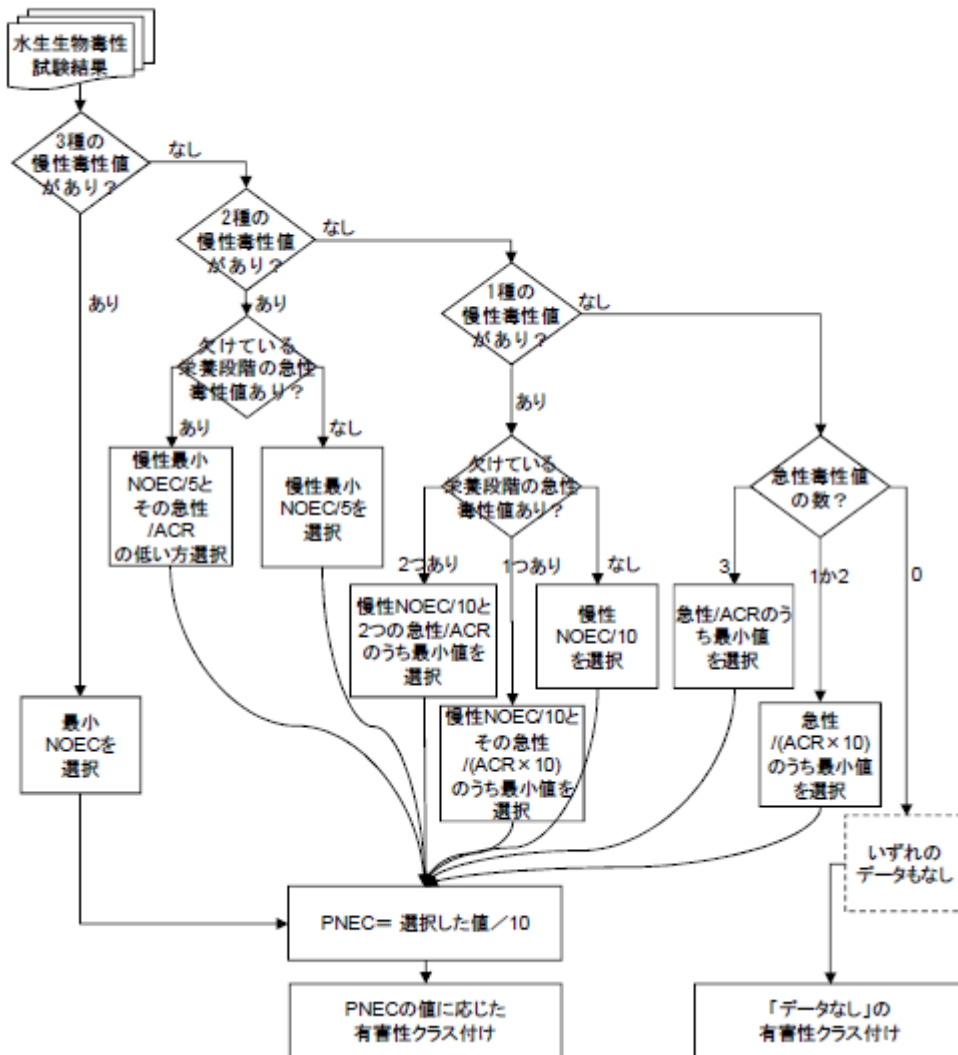 水生生物毒性
試験結果
3種の
慢性毒性値
があり？
なし
あり
2種の
慢性毒性値
があり？
なし
あり
1種の
慢性毒性値
があり？
なし
あり
欠けている
栄養段階の急性
毒性値あり？
あり
なし
慢性最小
NOEC/5と
その急性
/ACR
の低い方選択
慢性最小
NOEC/5を
選択
欠けている
栄養段階の急性
毒性値あり？
2つあり
1つあり
なし
急性毒性値
の数？
3
1か2
0
慢性NOEC/10と
2つの急性/ACR
のうち最小値を
選択
慢性
NOEC/10
を選択
急性/ACRのう
ち最小値
を選択
最小
NOECを
選択
慢性NOEC/10と
その急性
/(ACR×10)
のうち最小値を
選択
急性
/(ACR×10)
のうち最小値
を選択
いずれの
データもなし
PNEC＝ 選択した値／10
PNECの値に応じた
有害性クラス付け
「データなし」の
有害性クラス付け